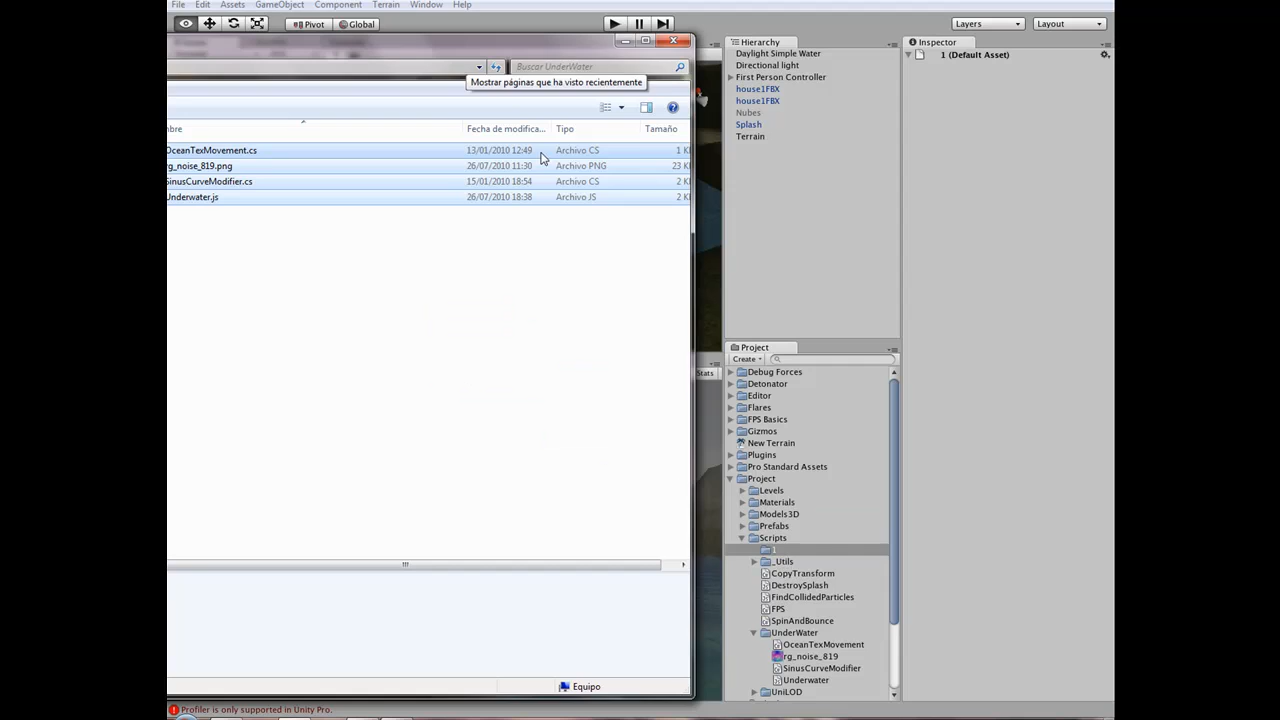 File Edit Assets GameObject Component Terrain Window Help
Pivot Global Layers Layout
Buscar UnderWater
Mostrar páginas que ha visto recientemente
nbre Fecha de modifica... Tipo Tamaño
OceanTexMovement.cs 13/01/2010 12:49 Archivo CS 1 K
rg_noise_819.png 26/07/2010 11:30 Archivo PNG 23 K
SinusCurveModifier.cs 15/01/2010 18:54 Archivo CS 2 K
Underwater.js 26/07/2010 18:38 Archivo JS 2 K
Equipo
Stats
Hierarchy
Daylight Simple Water
Directional light
First Person Controller
house1FBX
house1FBX
Nubes
Splash
Terrain
Project
Create
Debug Forces
Detonator
Editor
Flares
FPS Basics
Gizmos
New Terrain
Plugins
Pro Standard Assets
Project
Levels
Materials
Models3D
Prefabs
Scripts
1
_Utils
CopyTransform
DestroySplash
FindCollidedParticles
FPS
SpinAndBounce
UnderWater
OceanTexMovement
rg_noise_819
SinusCurveModifier
Underwater
UniLOD
Inspector
1 (Default Asset)
Profiler is only supported in Unity Pro.